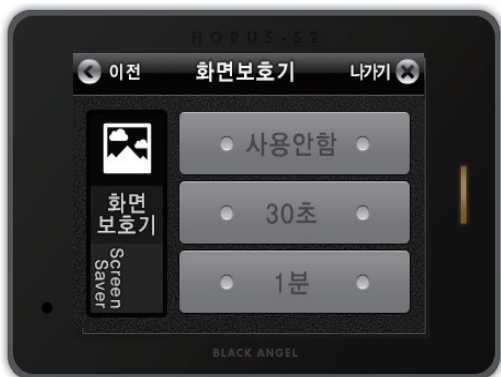 HORUS-S2
이전 화면보호기 나가기
사용안함
화면
보호기
30초
Screen
Saver
1분
BLACK ANGEL